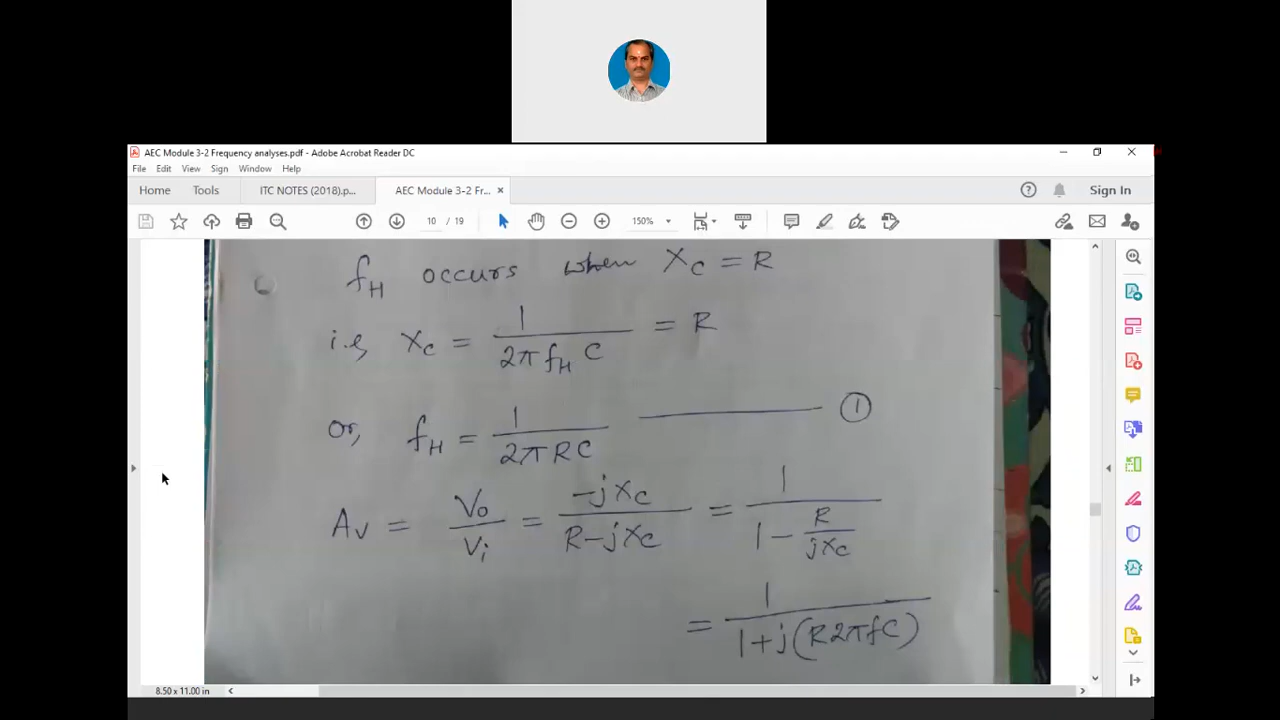 AEC Module 3-2 Frequency analyses.pdf - Adobe Acrobat Reader DC
File Edit View Sign Window Help
Home Tools ITC NOTES (2018).p... AEC Module 3-2 Fr... × Sign In
10 / 19 150%
f_H occurs when X_C = R
i.e, X_C = 1 / (2π f_H C) = R
or, f_H = 1 / (2π RC) ——— ①
A_V = V_o / V_i = -jX_C / (R-jX_C) = 1 / (1 - R / jX_C)
= 1 / (1+j(R2πfC))
8.50 x 11.00 in